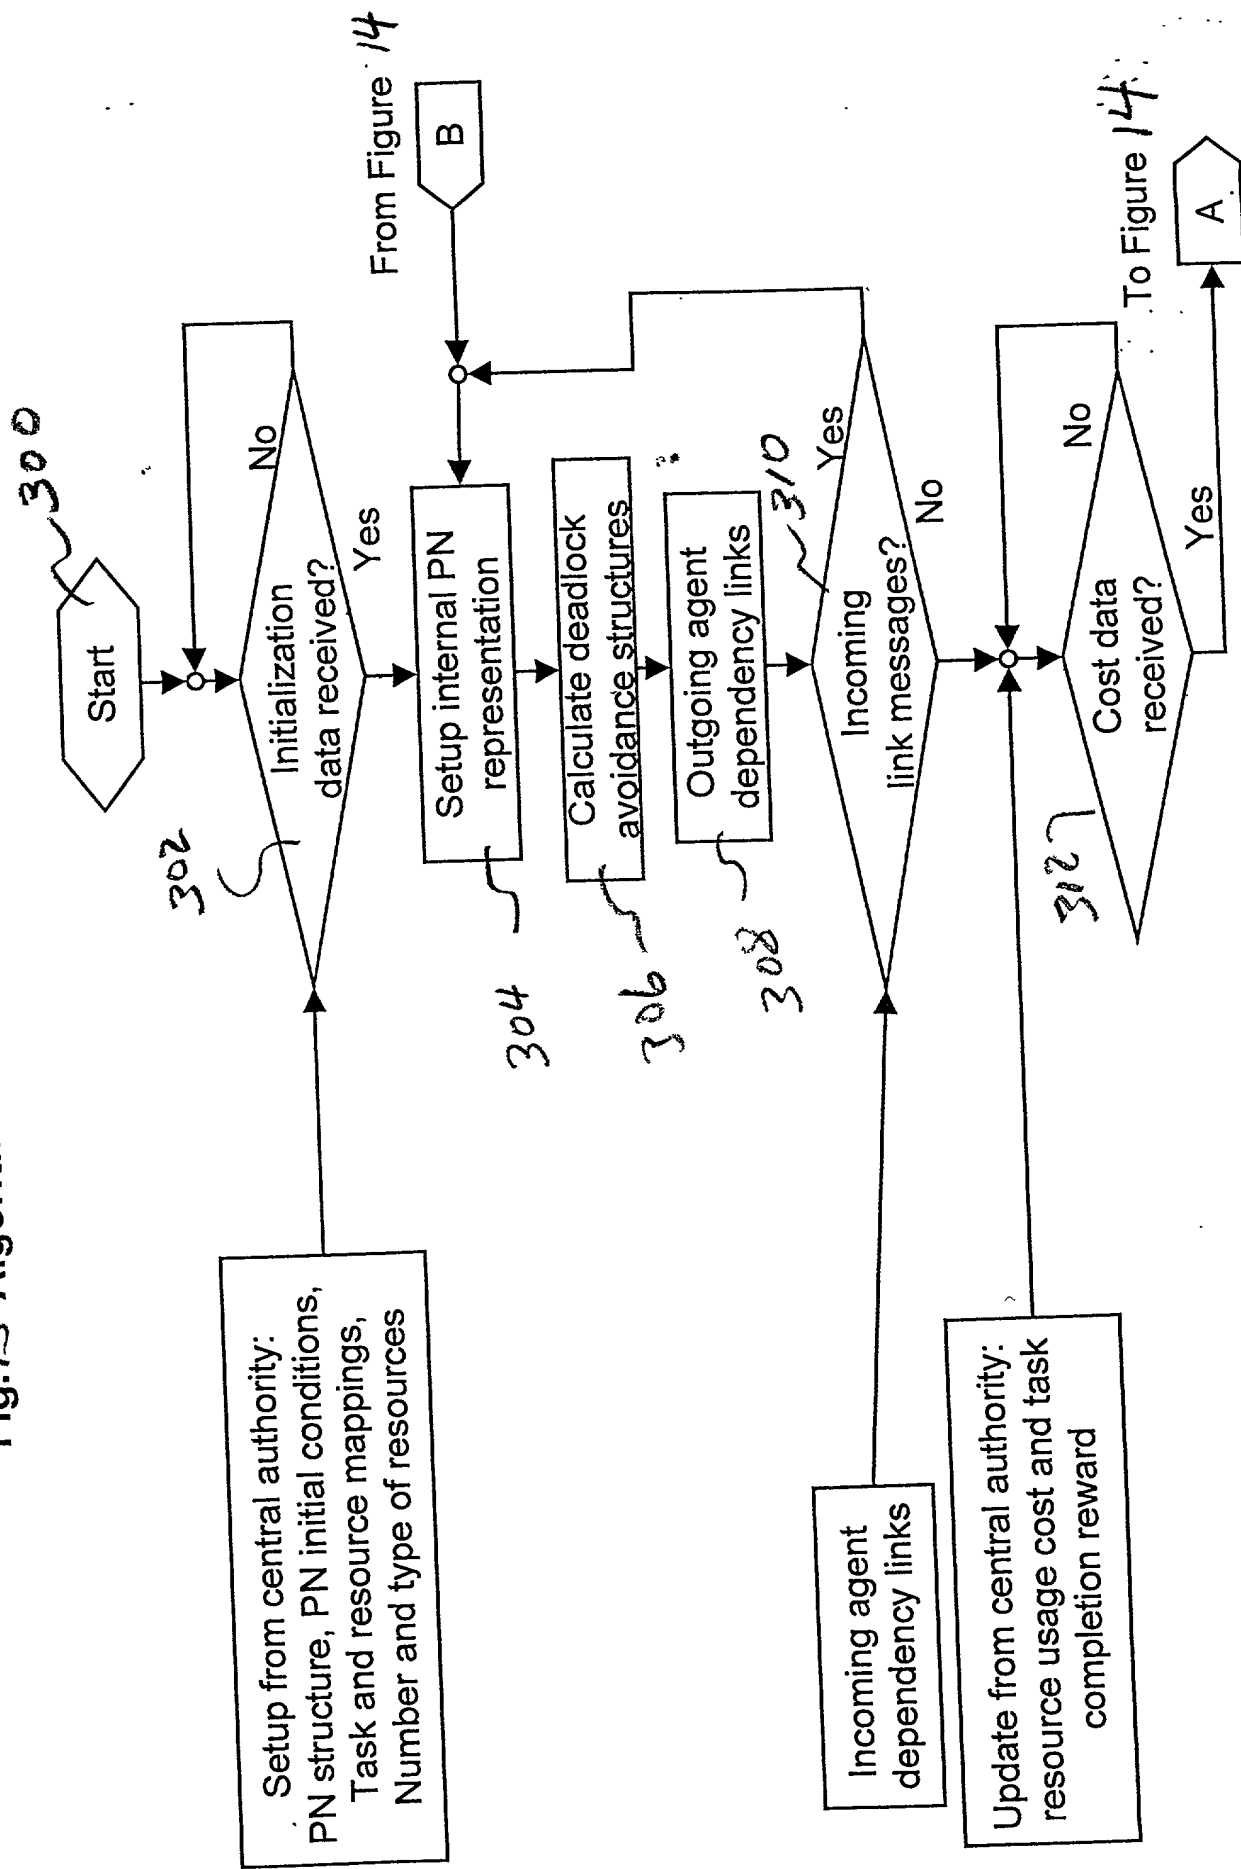 300
Start
302
Initialization
data received?
No
Yes
Setup from central authority:
PN structure, PN initial conditions,
Task and resource mappings,
Number and type of resources
From Figure 14
B
Setup internal PN
representation
304
Calculate deadlock
avoidance structures
306
Outgoing agent
dependency links
308
310
Incoming
link messages?
Yes
No
Incoming agent
dependency links
Update from central authority:
resource usage cost and task
completion reward
312
Cost data
received?
No
Yes
To Figure 14
A